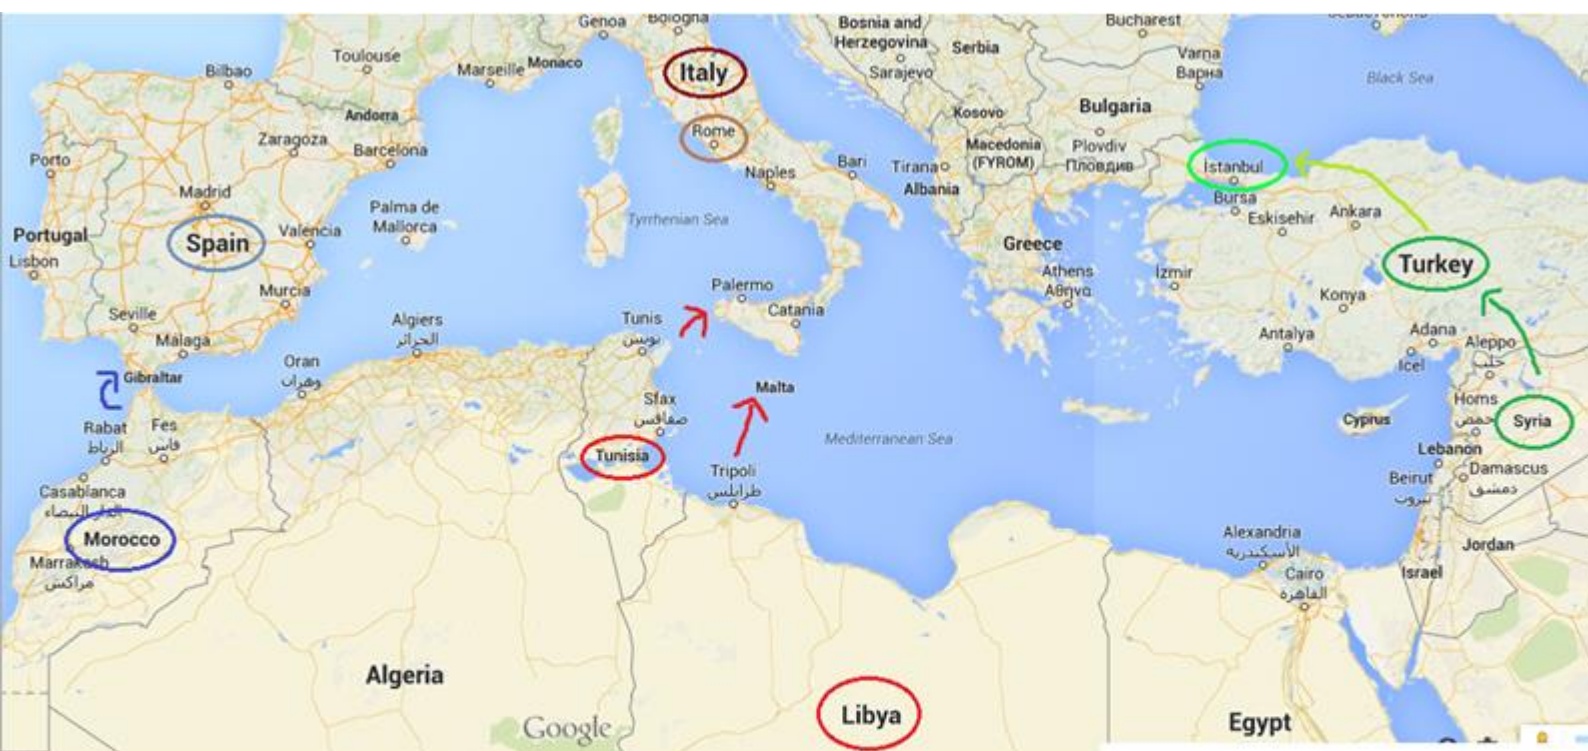 Genoa
Bologna
Bosnia and
Herzegovina
Serbia
Bucharest
Toulouse
Marseille
Monaco
Bilbao
Italy
Sarajevo
Varna
Варна
Black Sea
Andorra
Kosovo
Bulgaria
Zaragoza
Barcelona
Rome
Macedonia
(FYROM)
Plovdiv
Пловдив
Porto
Bari
Tirana
Albania
İstanbul
Naples
Madrid
Bursa
Eskisehir
Ankara
Palma de
Mallorca
Tyrrhenian Sea
Portugal
Spain
Valencia
Greece
Lisbon
Turkey
Athens
Αθήνα
İzmir
Murcia
Palermo
Konya
Seville
Catania
Algiers
الجزائر
Tunis
تونس
Malaga
Antalya
Adana
Aleppo
حلب
Oran
وهران
Icel
Gibraltar
Malta
Sfax
صفاقس
Homs
حمص
Cyprus
Syria
Rabat
الرباط
Fes
فاس
Mediterranean Sea
Lebanon
Tunisia
Tripoli
طرابلس
Damascus
دمشق
Beirut
بيروت
Casablanca
الدار البيضاء
Morocco
Alexandria
الأسكندرية
Jordan
Marrakesh
مراكش
Cairo
القاهرة
Israel
Algeria
Libya
Egypt
Google